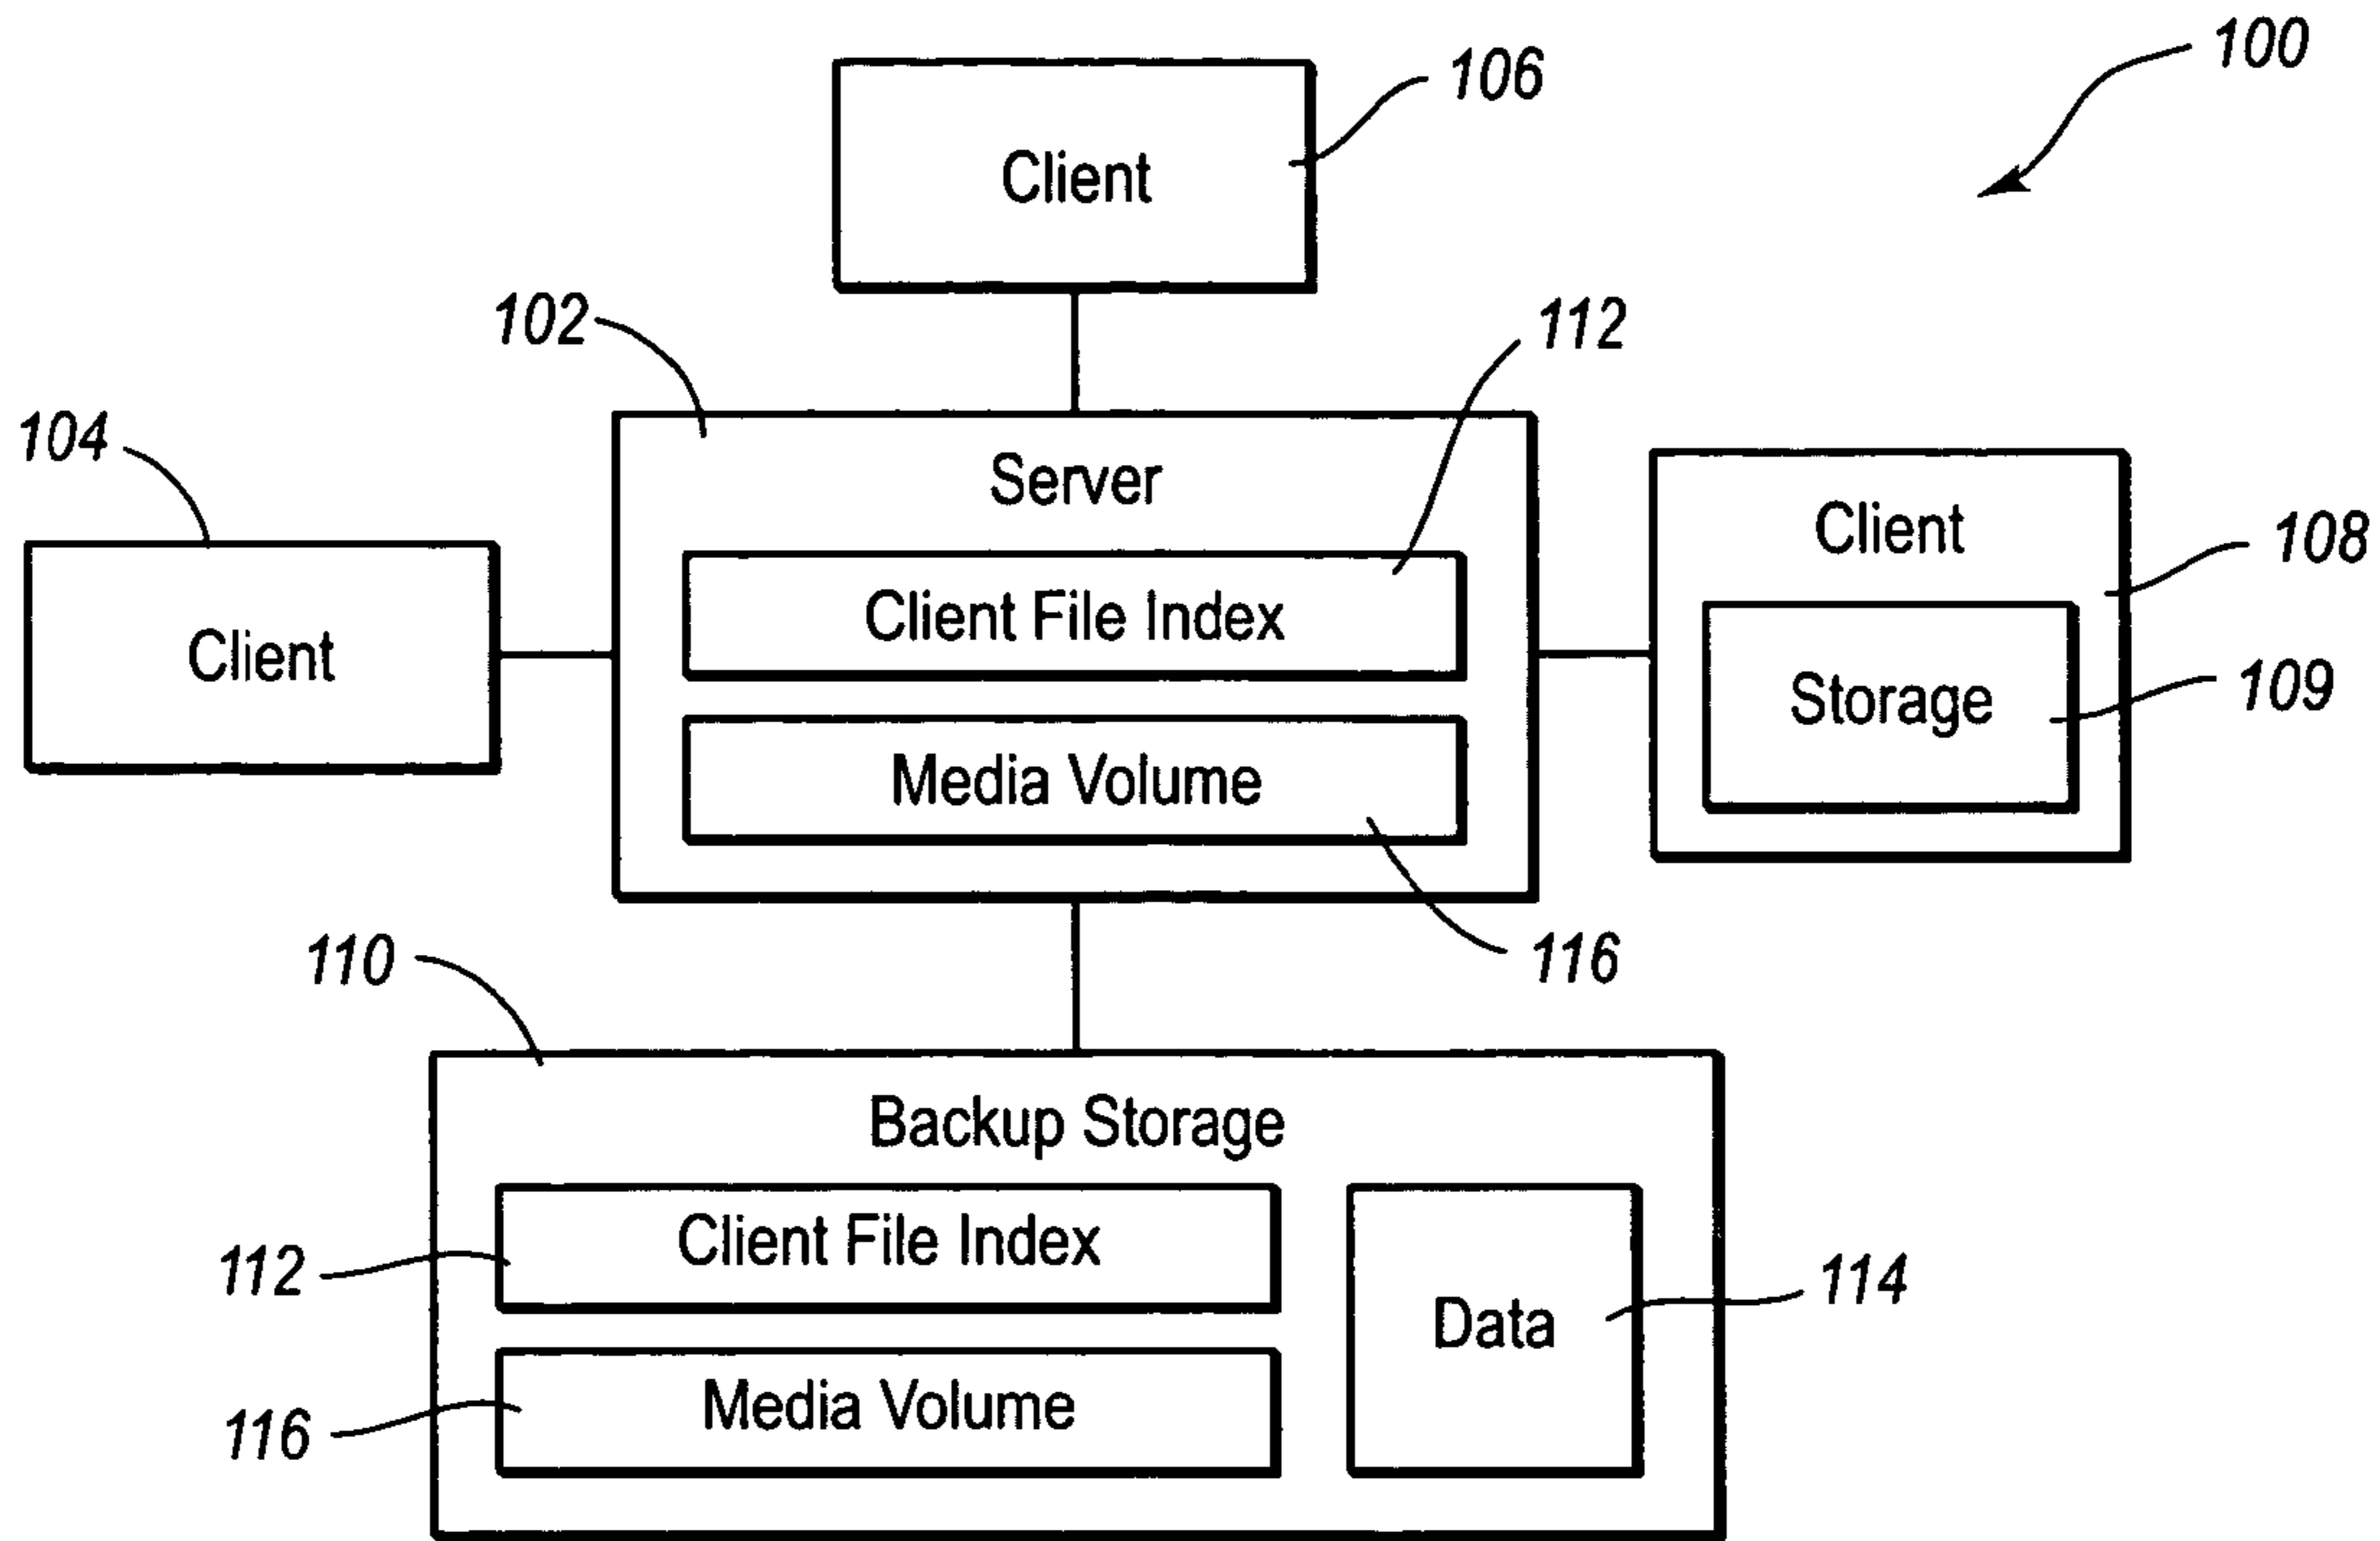 100
106
Client
102
112
104
Server
Client
108
Client File Index
Client
Storage
109
Media Volume
110
116
Backup Storage
Client File Index
112
114
Data
Media Volume
116